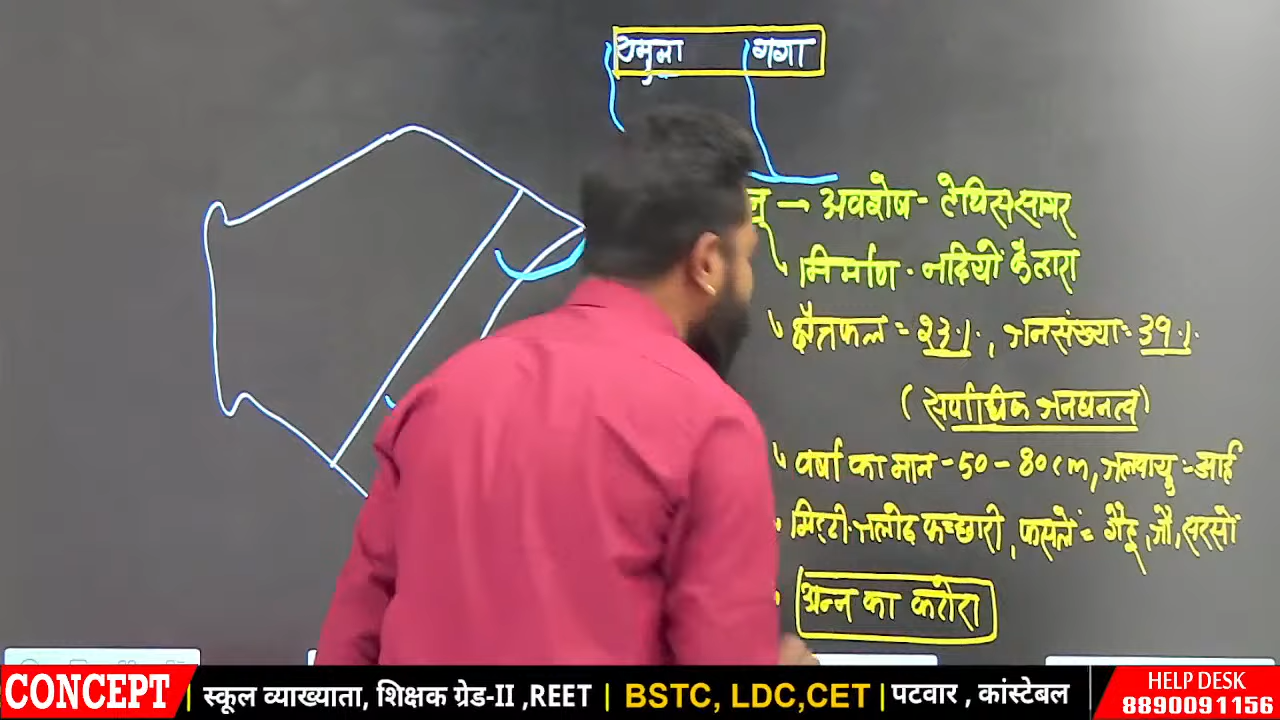 यमुना गंगा
→ अवशेष - टेथिससागर
निर्माण - नदियों के द्वारा
क्षैत्रफल = 23%, जनसंख्या = 39%
(सर्वाधिक जनघनत्व)
वर्षा का मान - 50 - 80 cm, जलवायु - आर्द्र
मिट्टी - जलोढ कच्छारी, फसलें = गैहू, जौ, सरसों
अन्न का कटोरा
CONCEPT
स्कूल व्याख्याता, शिक्षक ग्रेड-II ,REET | BSTC, LDC,CET | पटवार , कांस्टेबल
HELP DESK
8890091156